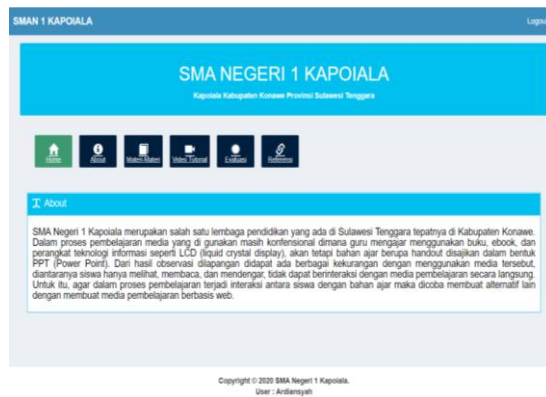 SMAN 1 KAPOIALA
Logout
SMA NEGERI 1 KAPOIALA
Kapoiala Kabupaten Konawe Provinsi Sulawesi Tenggara
Home
About
Materi-Materi
Video Tutorial
Evaluasi
Referensi
About
SMA Negeri 1 Kapoiala merupakan salah satu lembaga pendidikan yang ada di Sulawesi Tenggara tepatnya di Kabupaten Konawe.
Dalam proses pembelajaran media yang di gunakan masih konfensional dimana guru mengajar menggunakan buku, ebook, dan
perangkat teknologi informasi seperti LCD (liquid crystal display), akan tetapi bahan ajar berupa handout disajikan dalam bentuk
PPT (Power Point). Dari hasil observasi dilapangan didapat ada berbagai kekurangan dengan menggunakan media tersebut,
diantaranya siswa hanya melihat, membaca, dan mendengar, tidak dapat berinteraksi dengan media pembelajaran secara langsung.
Untuk itu, agar dalam proses pembelajaran terjadi interaksi antara siswa dengan bahan ajar maka dicoba membuat alternatif lain
dengan membuat media pembelajaran berbasis web.
Copyright © 2020 SMA Negeri 1 Kapoiala.
User : Ardiansyah